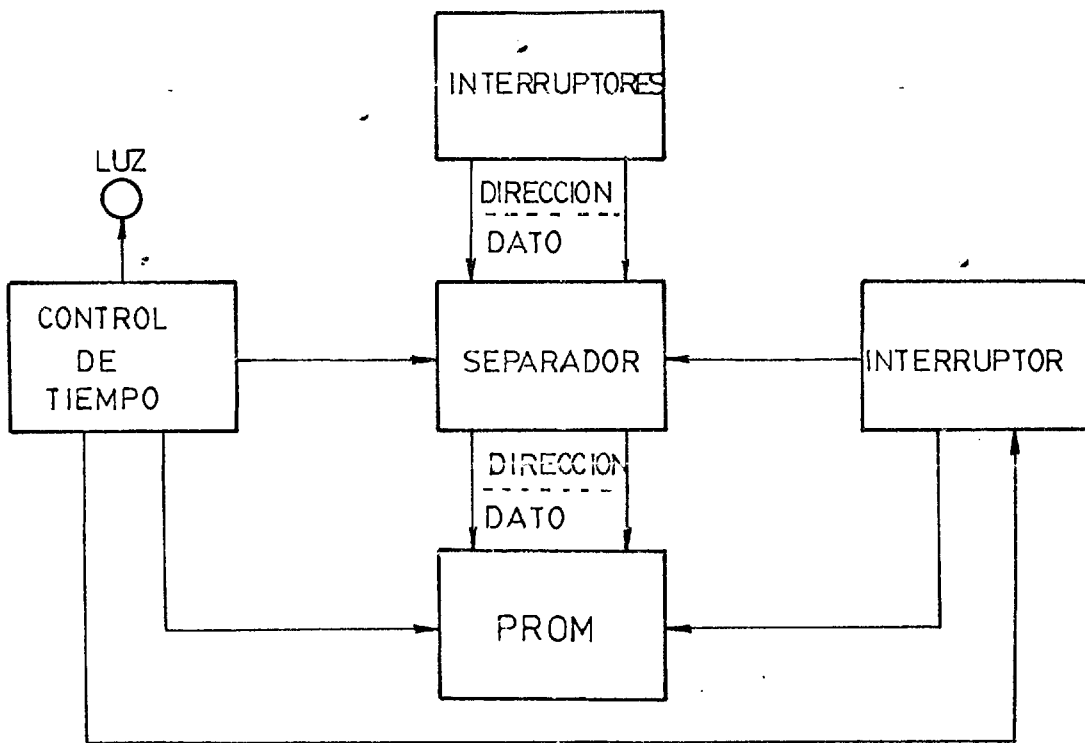 INTERRUPTORES
LUZ
DIRECCION
DATO
CONTROL
DE
TIEMPO
SEPARADOR
INTERRUPTOR
DIRECCION
DATO
PROM